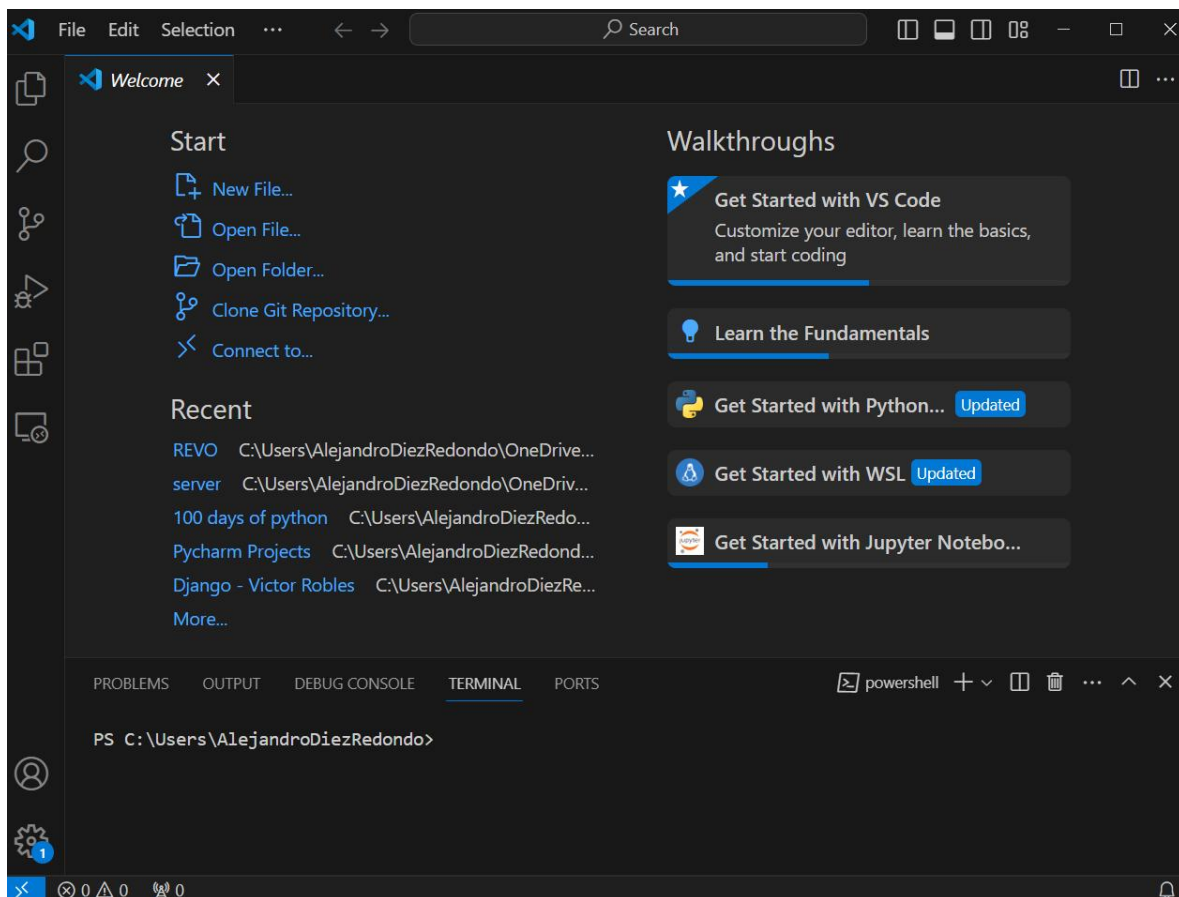 File Edit Selection ··· Search
Welcome
Start
New File...
Open File...
Open Folder...
Clone Git Repository...
Connect to...
Recent
REVO C:\Users\AlejandroDiezRedondo\OneDrive...
server C:\Users\AlejandroDiezRedondo\OneDriv...
100 days of python C:\Users\AlejandroDiezRedo...
Pycharm Projects C:\Users\AlejandroDiezRedond...
Django - Victor Robles C:\Users\AlejandroDiezRe...
More...
Walkthroughs
Get Started with VS Code
Customize your editor, learn the basics,
and start coding
Learn the Fundamentals
Get Started with Python... Updated
Get Started with WSL Updated
jupyter
Get Started with Jupyter Notebo...
PROBLEMS OUTPUT DEBUG CONSOLE TERMINAL PORTS powershell
PS C:\Users\AlejandroDiezRedondo>
1
0 0 0